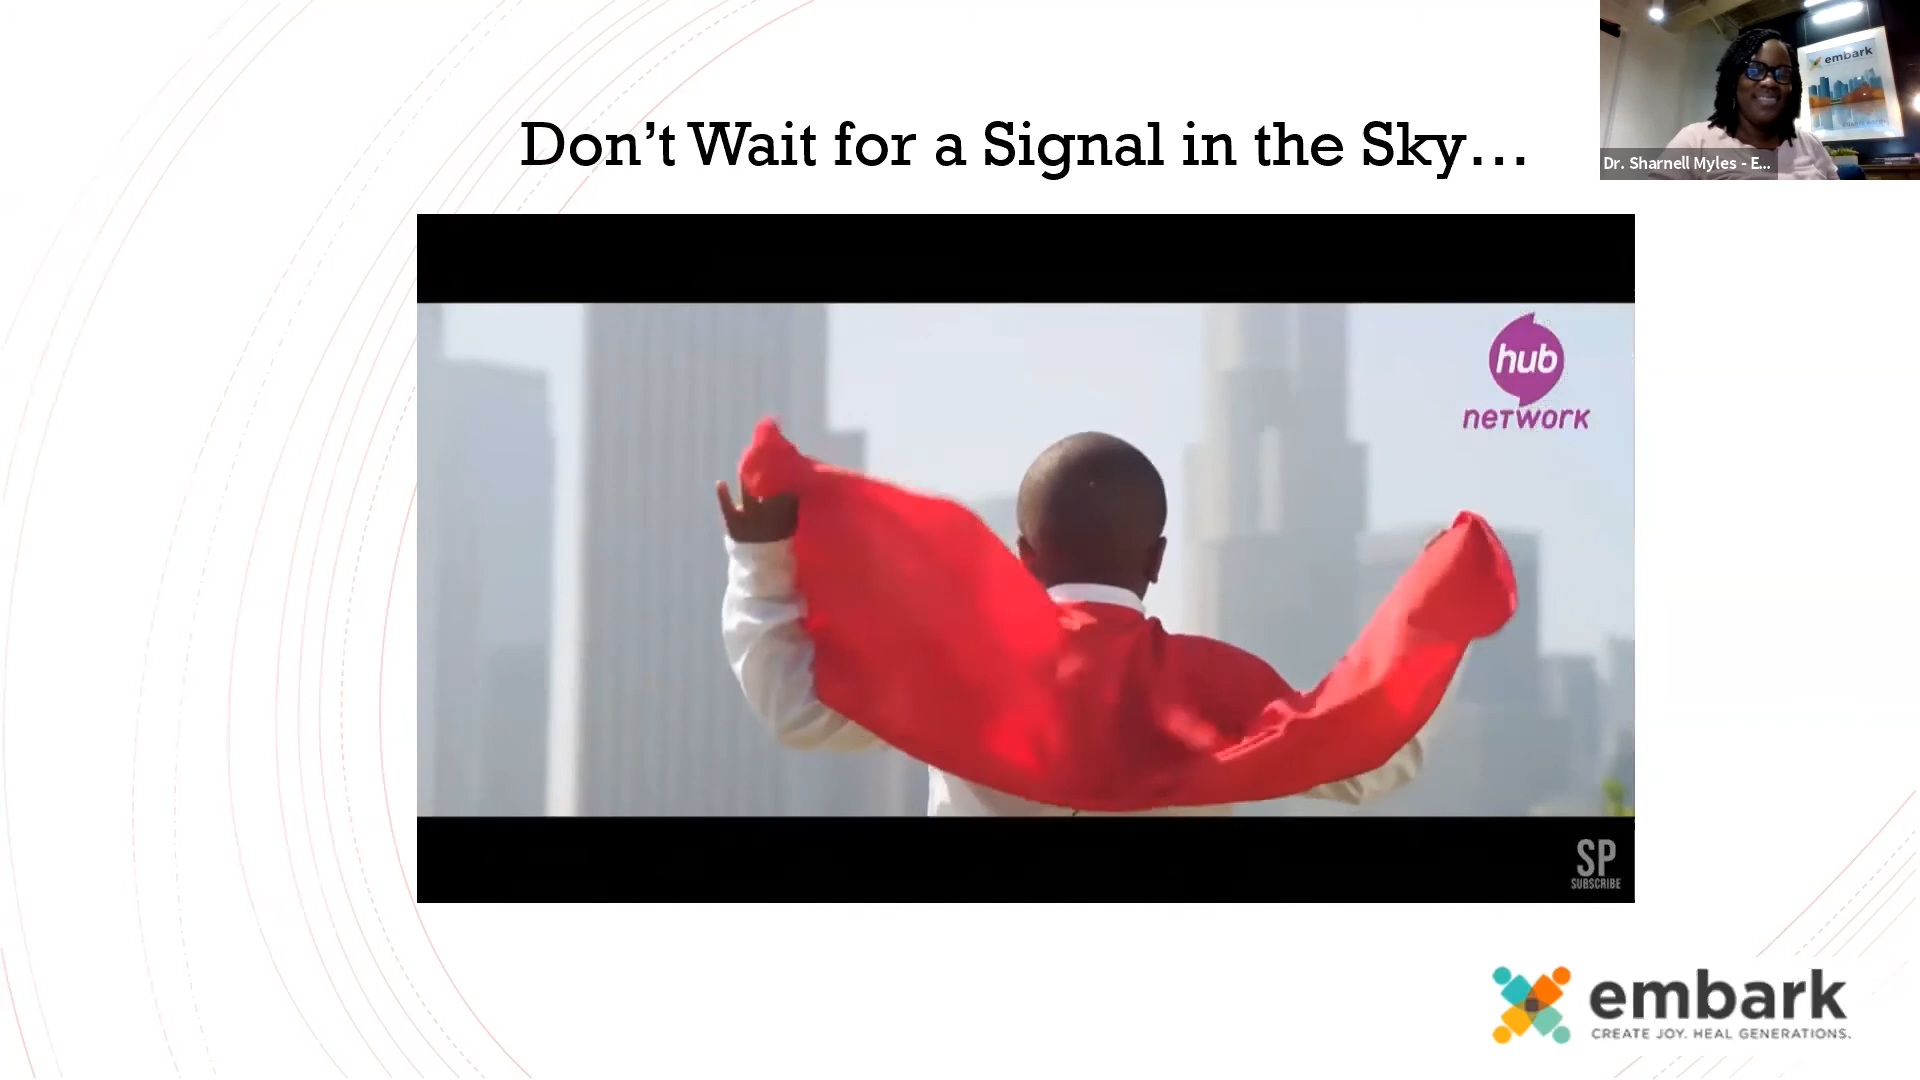 Don’t Wait for a Signal in the Sky...
embark
Dr. Sharnell Myles - E...
hub
network
SP
SUBSCRIBE
embark
CREATE JOY. HEAL GENERATIONS.